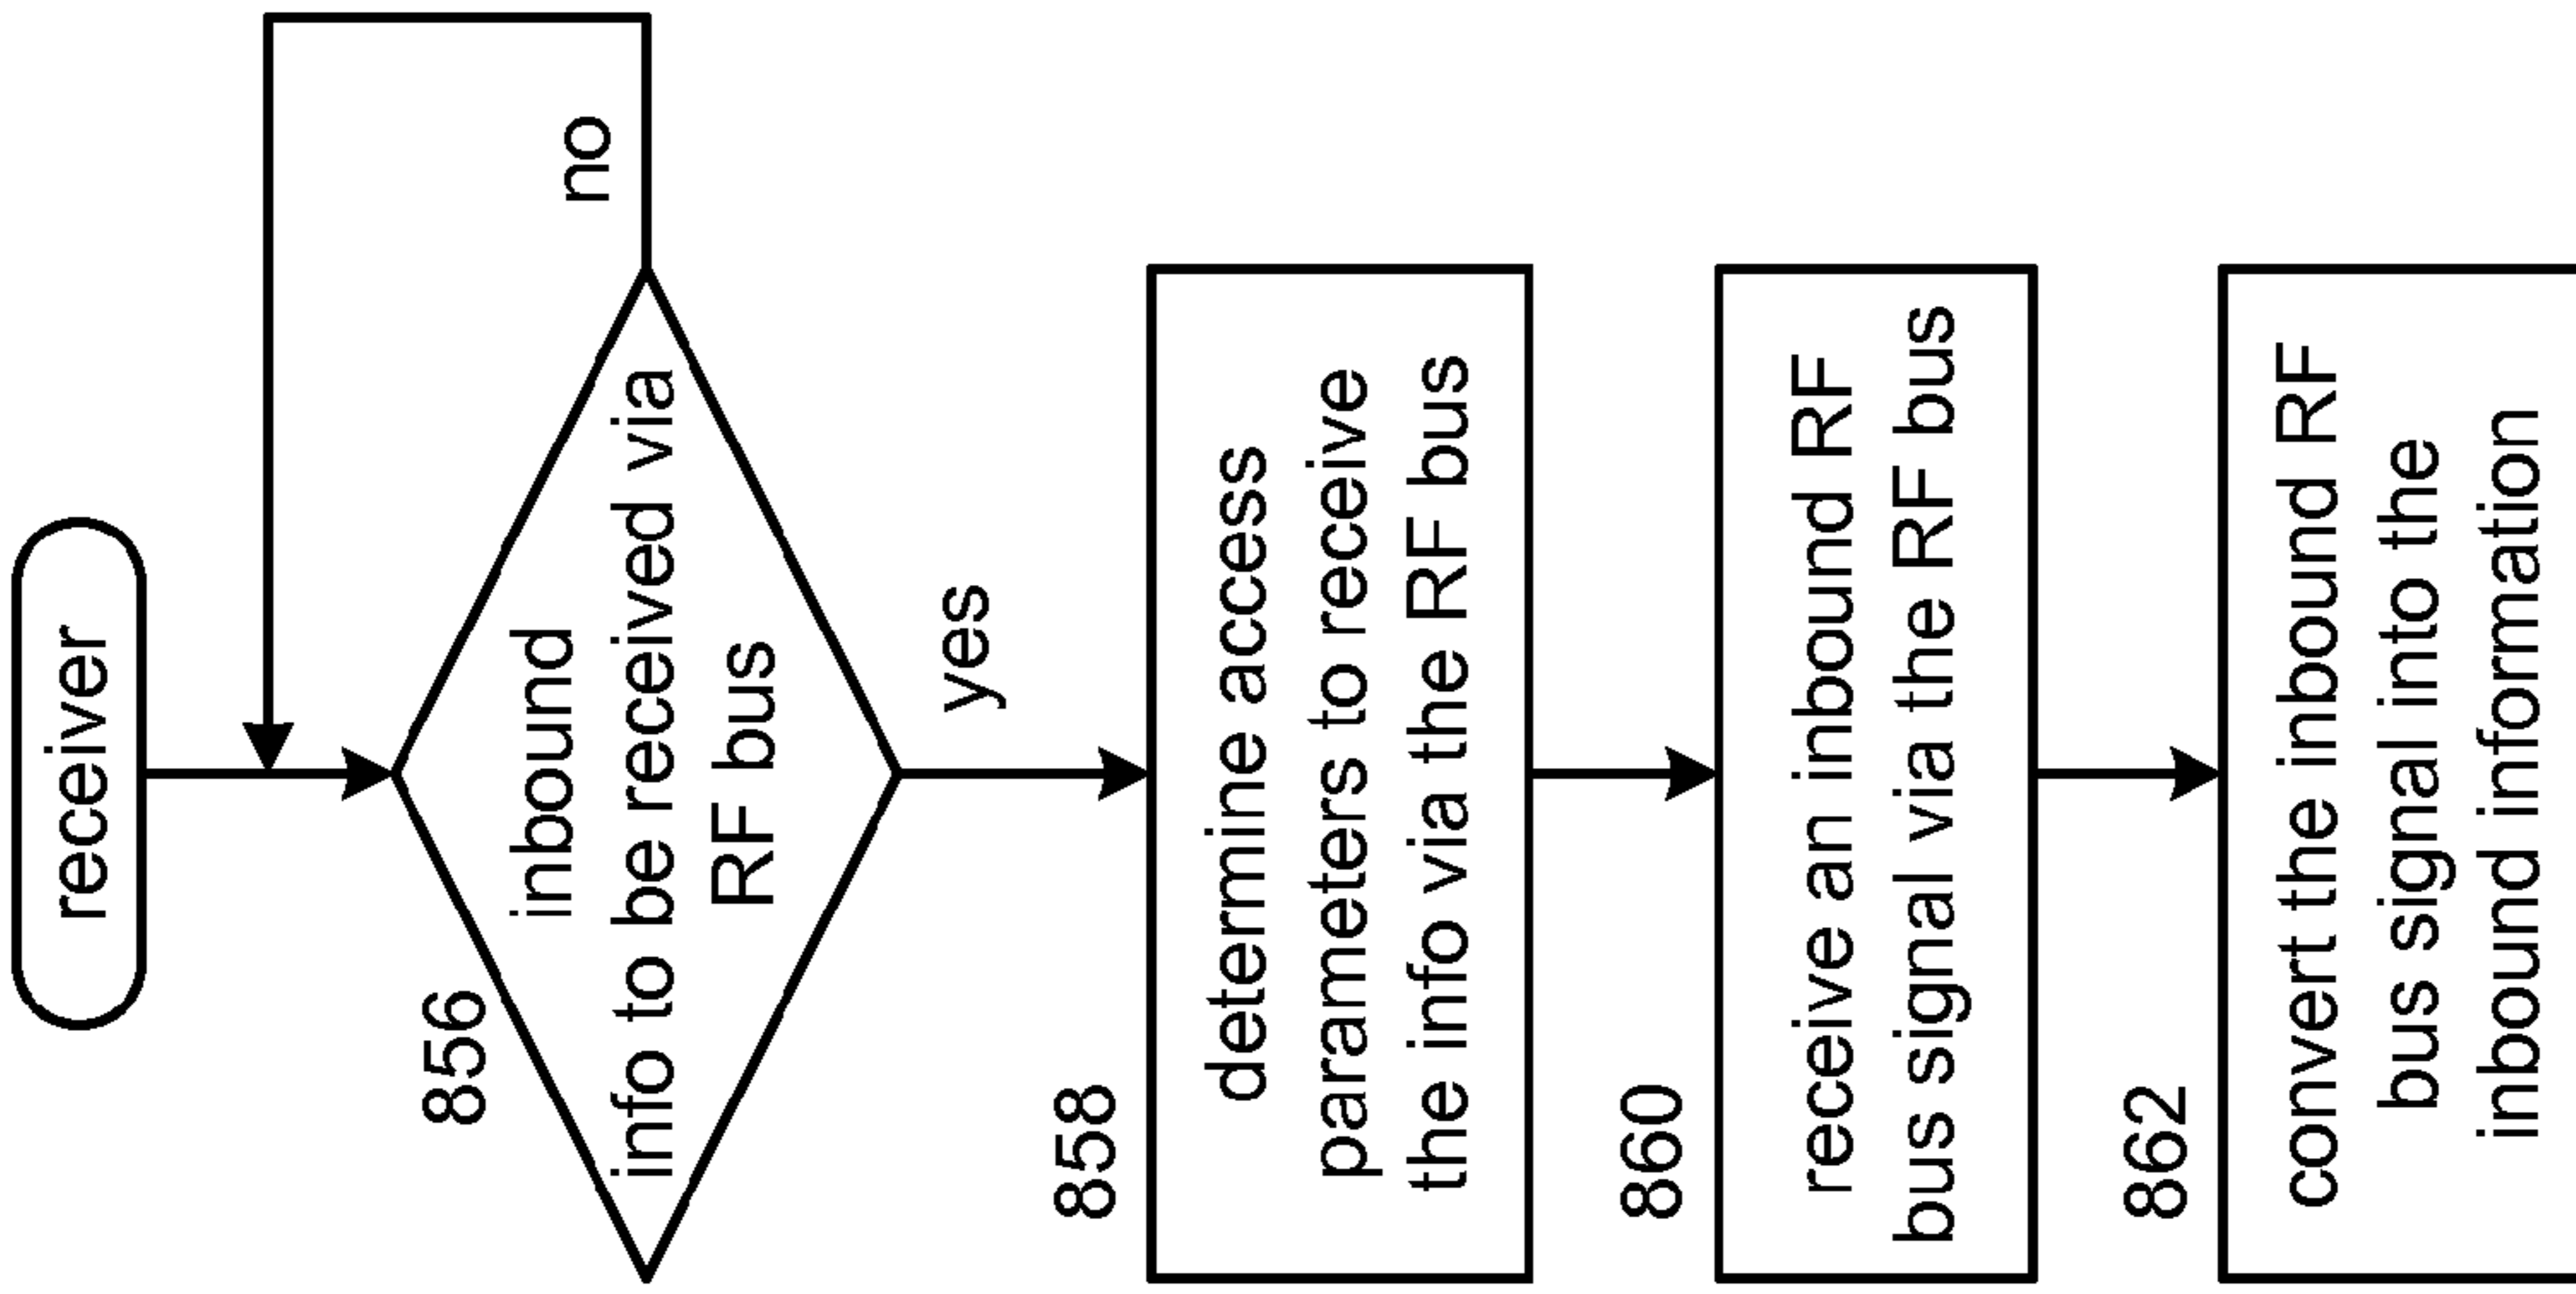 receiver
856
inbound
info to be received via
RF bus
no
yes
858
determine access
parameters to receive
the info via the RF bus
860
receive an inbound RF
bus signal via the RF bus
862
convert the inbound RF
bus signal into the
inbound information